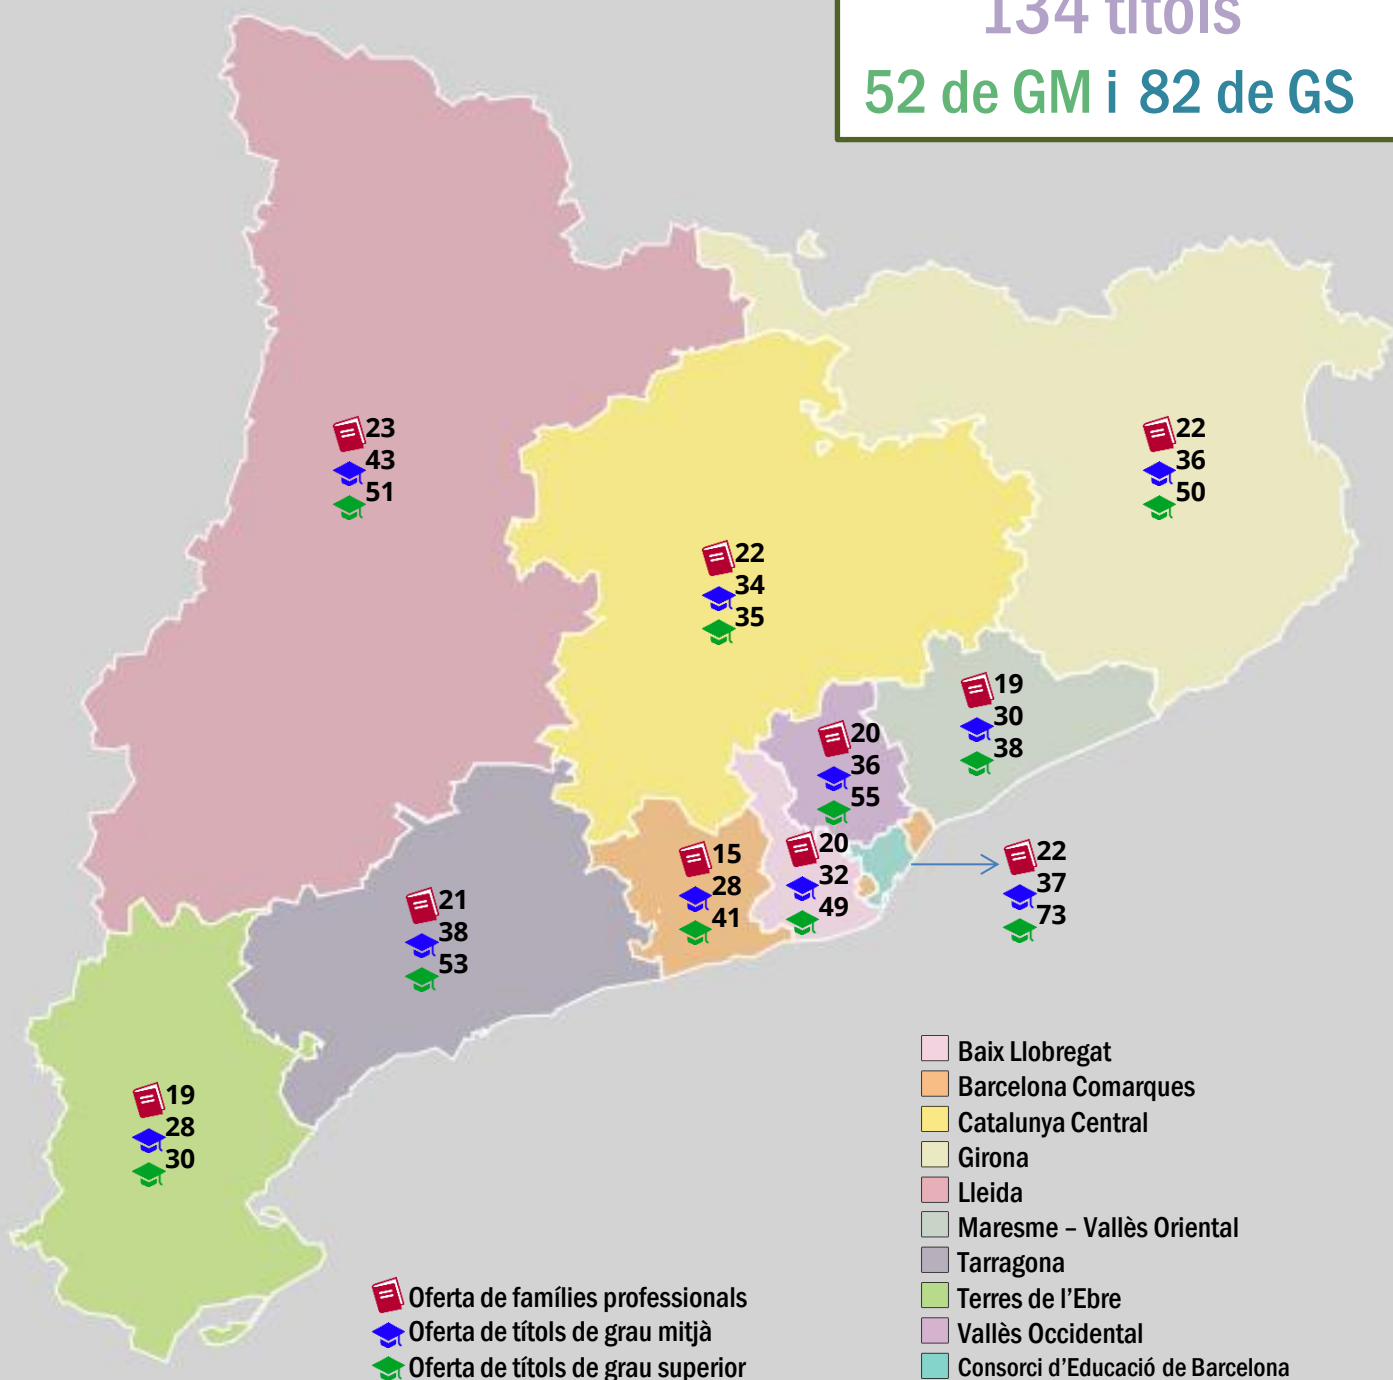 134 títols
52 de GM i 82 de GS
23
43
51
22
36
50
22
34
35
19
30
38
20
36
55
20
32
49
15
28
41
22
37
73
21
38
53
19
28
30
Oferta de famílies professionals
Oferta de títols de grau mitjà
Oferta de títols de grau superior
Baix Llobregat
Barcelona Comarques
Catalunya Central
Girona
Lleida
Maresme – Vallès Oriental
Tarragona
Terres de l'Ebre
Vallès Occidental
Consorci d'Educació de Barcelona